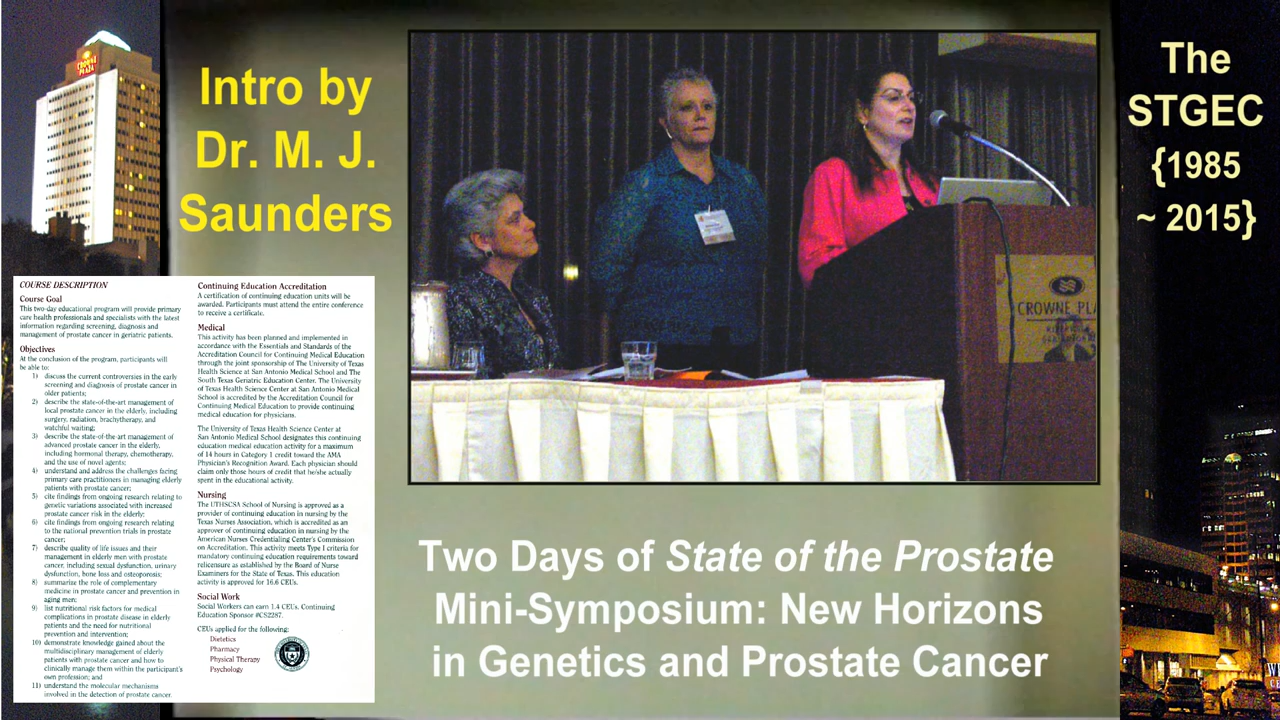 CROWNE
PLAZA
Intro by
Dr. M. J.
Saunders
The
STGEC
{1985
~ 2015}
CROWNE PLA
COURSE DESCRIPTION
Course Goal
This two-day educational program will provide primary
care health professionals and specialists with the latest
information regarding screening, diagnosis and
management of prostate cancer in geriatric patients.
Objectives
At the conclusion of the program, participants will
be able to:
1) discuss the current controversies in the early
screening and diagnosis of prostate cancer in
older patients;
2) describe the state-of-the-art management of
local prostate cancer in the elderly, including
surgery, radiation, brachytherapy, and
watchful waiting;
3) describe the state-of-the-art management of
advanced prostate cancer in the elderly,
including hormonal therapy, chemotherapy,
and the use of novel agents;
4) understand and address the challenges facing
primary care practitioners in managing elderly
patients with prostate cancer;
5) cite findings from ongoing research relating to
genetic variations associated with increased
prostate cancer risk in the elderly;
6) cite findings from ongoing research relating
to the national prevention trials in prostate
cancer;
7) describe quality of life issues and their
management in elderly men with prostate
cancer, including sexual dysfunction, urinary
dysfunction, bone loss and osteoporosis;
8) summarize the role of complementary
medicine in prostate cancer and prevention in
aging men;
9) list nutritional risk factors for medical
complications in prostate disease in elderly
patients and the need for nutritional
prevention and intervention;
10) demonstrate knowledge gained about the
multidisciplinary management of elderly
patients with prostate cancer and how to
clinically manage them within the participant's
own profession; and
11) understand the molecular mechanisms
involved in the detection of prostate cancer.
Continuing Education Accreditation
A certification of continuing education units will be
awarded. Participants must attend the entire conference
to receive a certificate.
Medical
This activity has been planned and implemented in
accordance with the Essentials and Standards of the
Accreditation Council for Continuing Medical Education
through the joint sponsorship of The University of Texas
Health Science Center at San Antonio Medical School and The
South Texas Geriatric Education Center. The University
of Texas Health Science Center at San Antonio Medical
School is accredited by the Accreditation Council for
Continuing Medical Education to provide continuing
medical education for physicians.
The University of Texas Health Science Center at
San Antonio Medical School designates this continuing
education medical education activity for a maximum
of 14 hours in Category 1 credit toward the AMA
Physician's Recognition Award. Each physician should
claim only those hours of credit that he/she actually
spent in the educational activity.
Nursing
The UTHSCSA School of Nursing is approved as a
provider of continuing education in nursing by the
Texas Nurses Association, which is accredited as an
approver of continuing education in nursing by the
American Nurses Credentialing Center's Commission
on Accreditation. This activity meets Type I criteria for
mandatory continuing education requirements toward
relicensure as established by the Board of Nurse
Examiners for the State of Texas. This education
activity is approved for 16.6 CEUs.
Social Work
Social Workers can earn 1.4 CEUs. Continuing
Education Sponsor #CS2287.
CEUs applied for the following:
Dietetics
Pharmacy
Physical Therapy
Psychology
Two Days of State of the Prostate
Mini-Symposium: New Horizons
in Genetics and Prostate Cancer